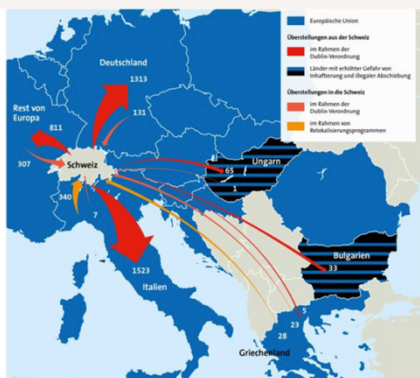 Europäische Union
Überstellungen aus der Schweiz
im Rahmen der
Dublin-Verordnung
Länder mit erhöhter Gefahr von
Inhaftierung und illegaler Abschiebung
Überstellungen in die Schweiz
im Rahmen der
Dublin-Verordnung
im Rahmen von
Relokalisierungsprogrammen
Deutschland
1313
131
Rest von
Europa
811
307
Schweiz
340
7
Ungarn
65
1
Bulgarien
33
1523
Italien
5
23
28
Griechenland